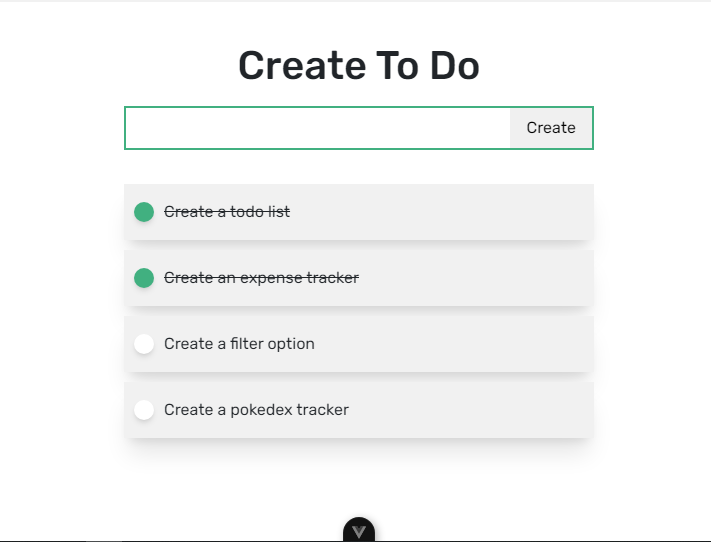 Create To Do
Create
Create a todo list
Create an expense tracker
Create a filter option
Create a pokedex tracker